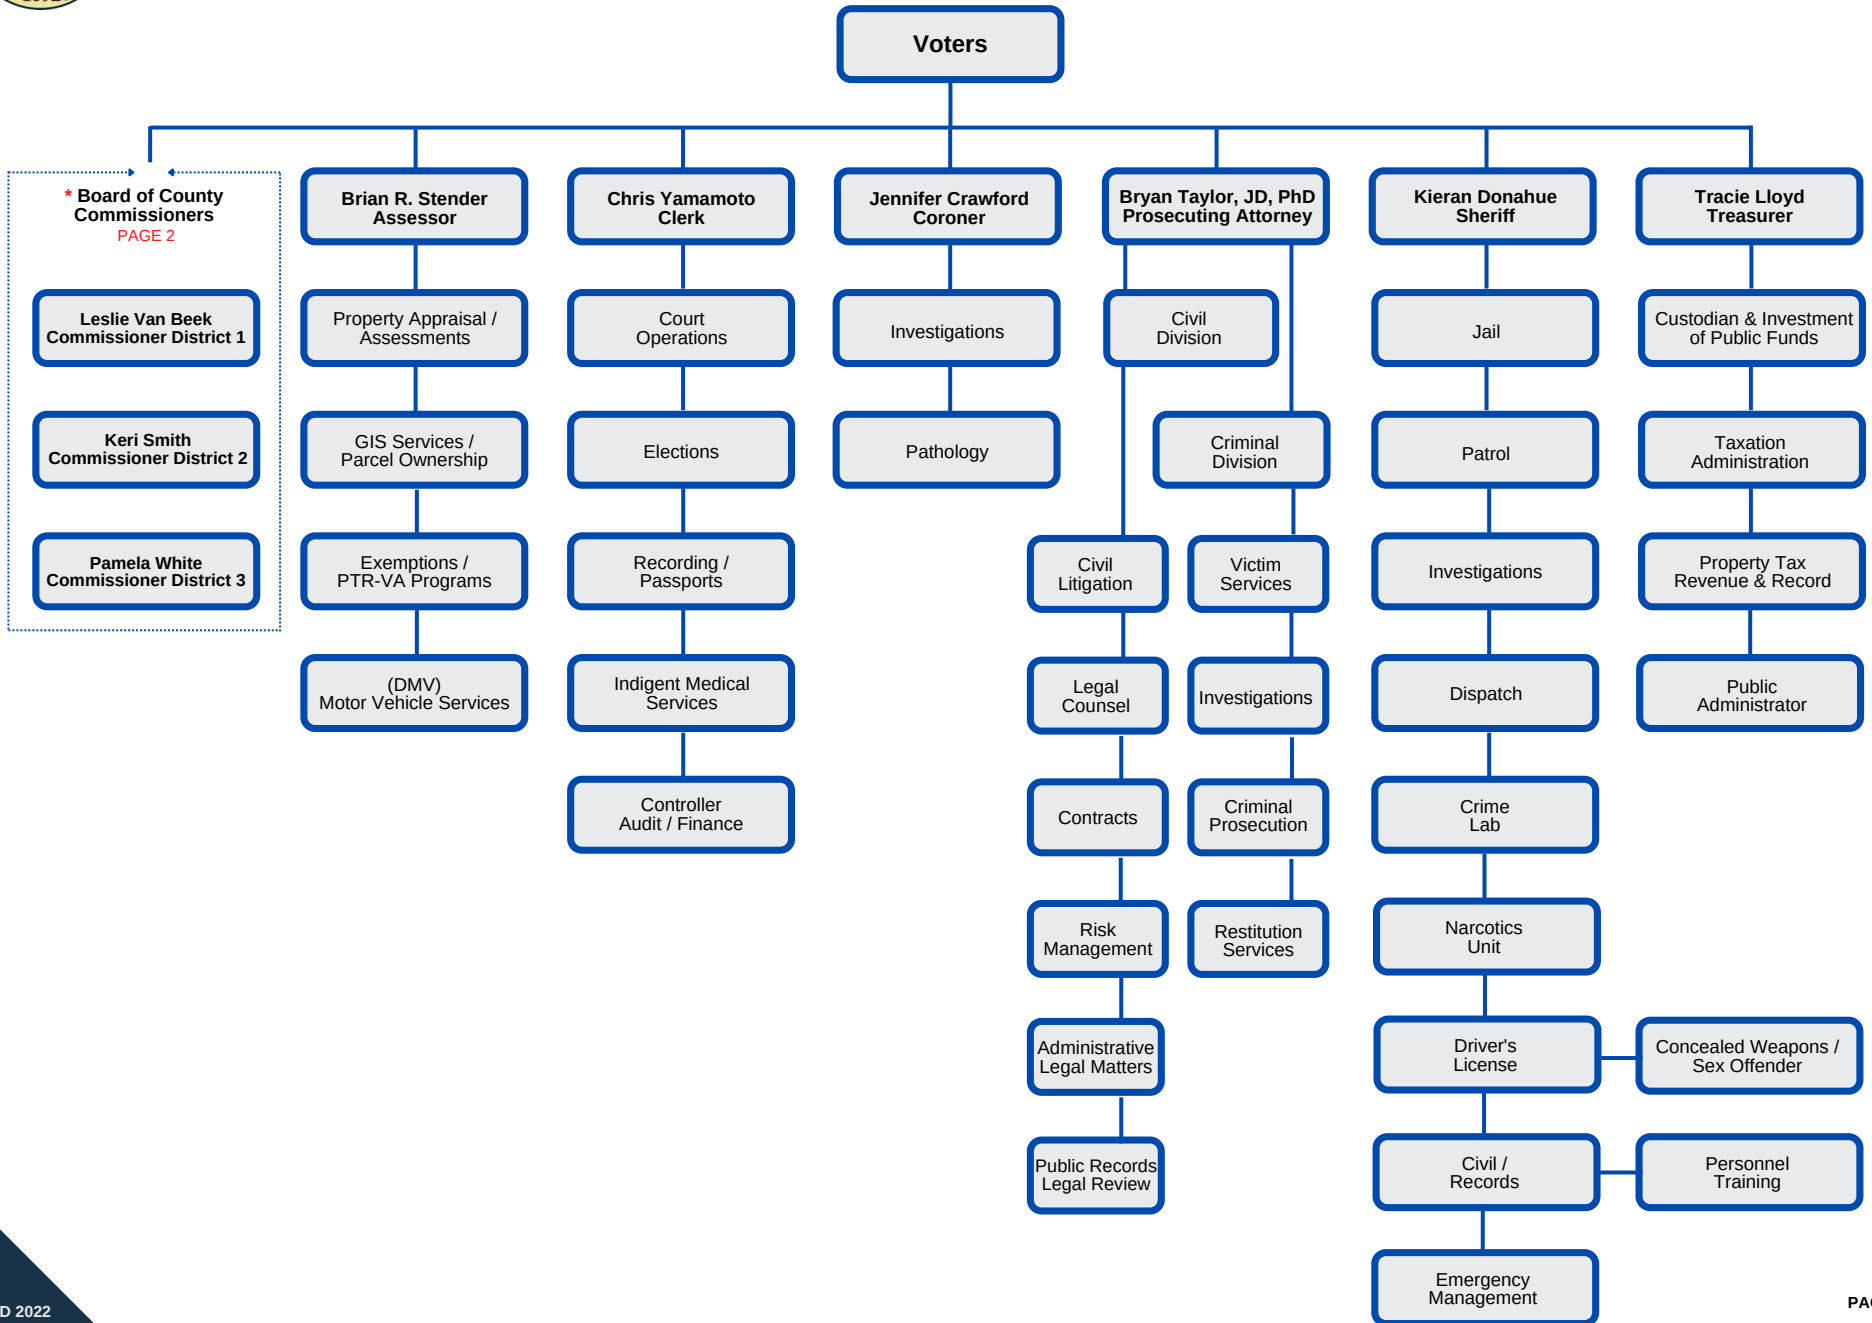 Voters
* Board of County
Commissioners
PAGE 2
Leslie Van Beek
Commissioner District 1
Keri Smith
Commissioner District 2
Pamela White
Commissioner District 3
Brian R. Stender
Assessor
Property Appraisal /
Assessments
GIS Services /
Parcel Ownership
Exemptions /
PTR-VA Programs
(DMV)
Motor Vehicle Services
Chris Yamamoto
Clerk
Court
Operations
Elections
Recording /
Passports
Indigent Medical
Services
Controller
Audit / Finance
Jennifer Crawford
Coroner
Investigations
Pathology
Bryan Taylor, JD, PhD
Prosecuting Attorney
Civil
Division
Civil
Litigation
Legal
Counsel
Contracts
Risk
Management
Administrative
Legal Matters
Public Records
Legal Review
Criminal
Division
Victim
Services
Investigations
Criminal
Prosecution
Restitution
Services
Kieran Donahue
Sheriff
Jail
Patrol
Investigations
Dispatch
Crime
Lab
Narcotics
Unit
Driver's
License
Concealed Weapons /
Sex Offender
Civil /
Records
Personnel
Training
Emergency
Management
Tracie Lloyd
Treasurer
Custodian & Investment
of Public Funds
Taxation
Administration
Property Tax
Revenue & Record
Public
Administrator
D 2022